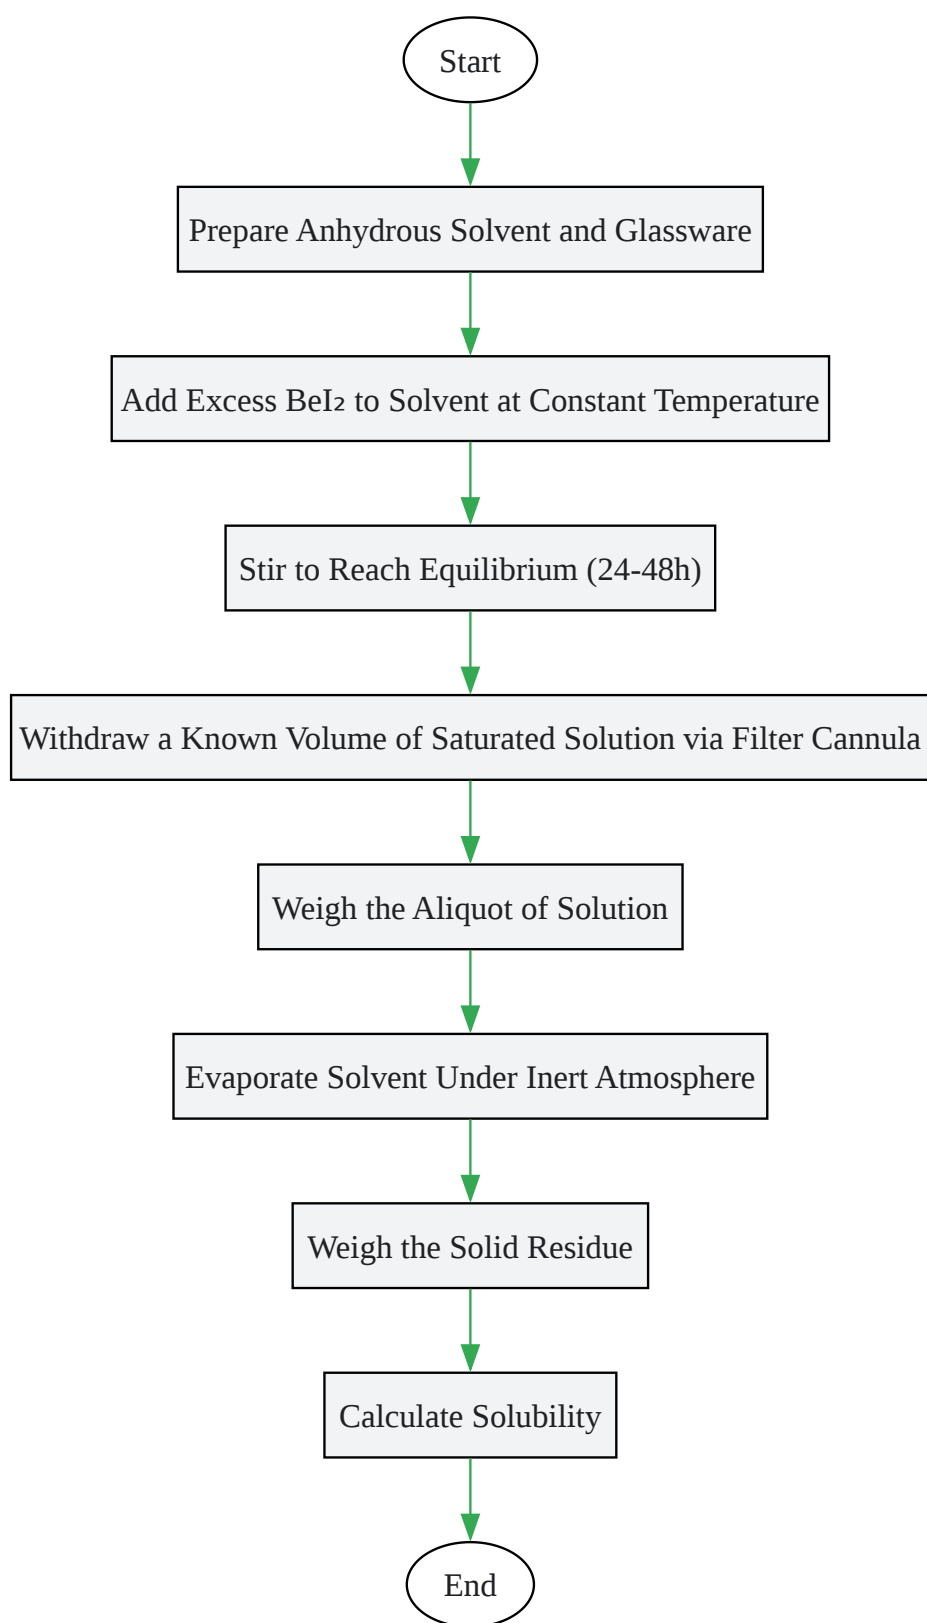 Start
Prepare Anhydrous Solvent and Glassware
Add Excess BeI₂ to Solvent at Constant Temperature
Stir to Reach Equilibrium (24-48h)
Withdraw a Known Volume of Saturated Solution via Filter Cannula
Weigh the Aliquot of Solution
Evaporate Solvent Under Inert Atmosphere
Weigh the Solid Residue
Calculate Solubility
End